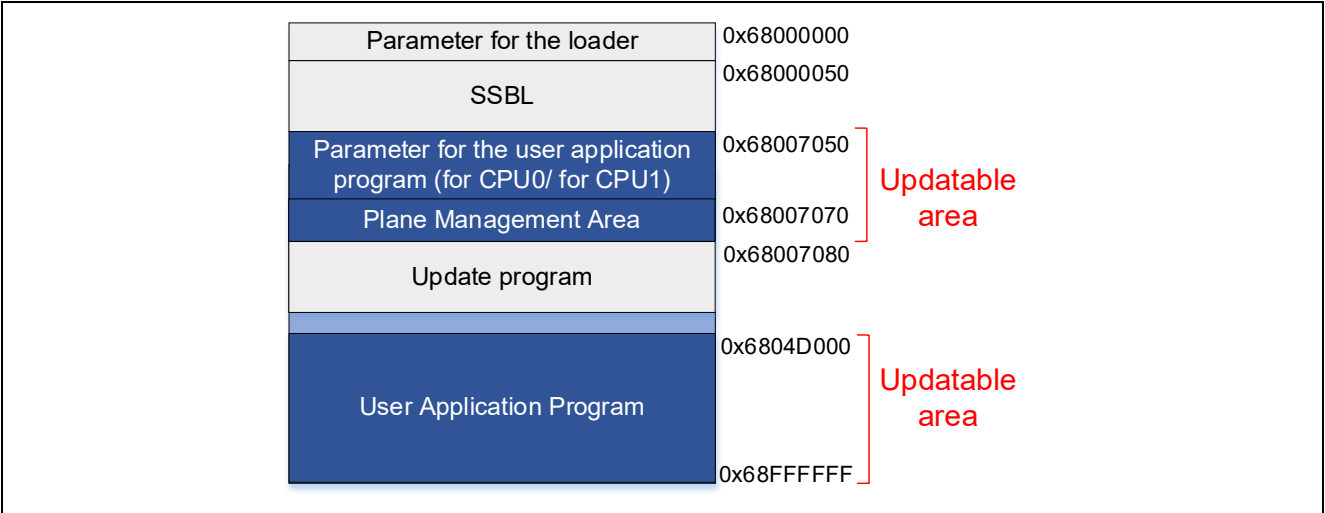 Parameter for the loader
0x68000000
SSBL
0x68000050
Parameter for the user application
program (for CPU0/ for CPU1)
0x68007050
Plane Management Area
0x68007070
Updatable
area
Update program
0x68007080
User Application Program
0x6804D000
0x68FFFFFF
Updatable
area